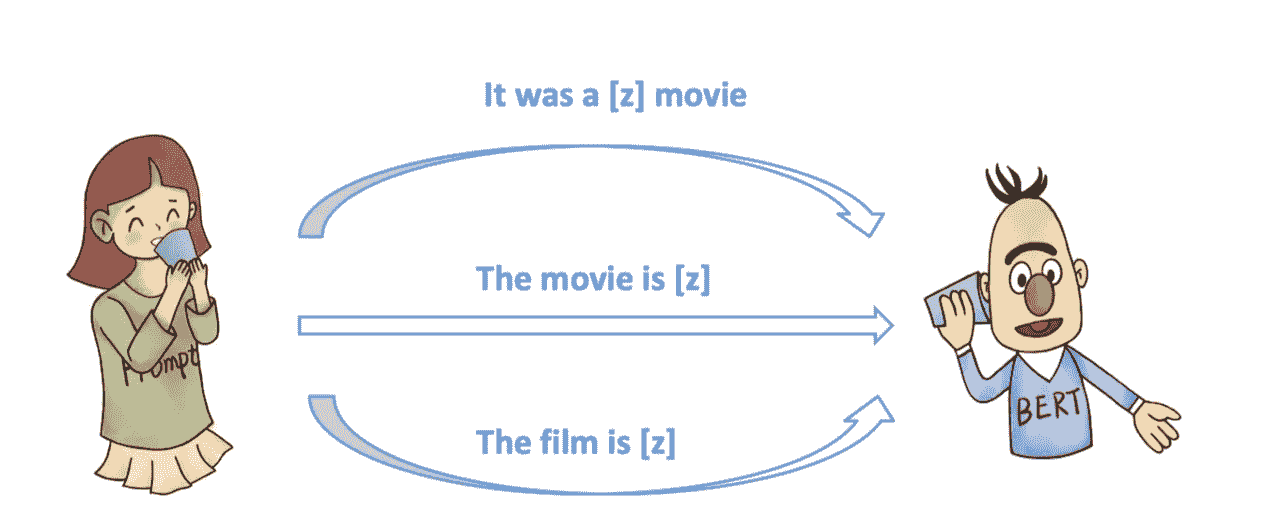 It was a [z] movie
The movie is [z]
Prompt
BERT
The film is [z]